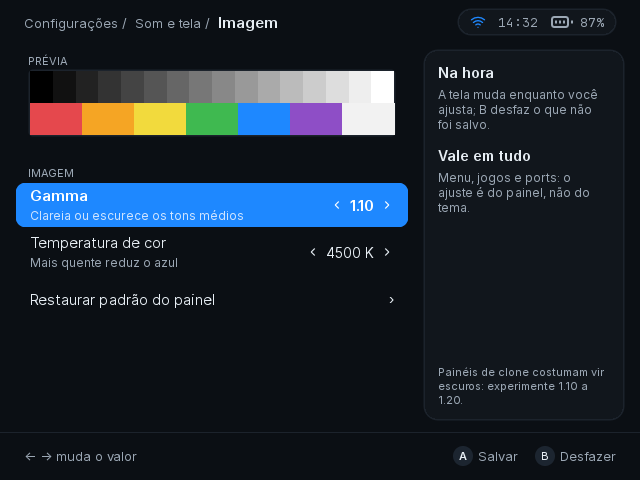 Configurações / Som e tela / Imagem
14:32 87%
PRÉVIA
IMAGEM
Gamma
Clareia ou escurece os tons médios
‹ 1.10 ›
Temperatura de cor
Mais quente reduz o azul
‹ 4500 K ›
Restaurar padrão do painel ›
Na hora
A tela muda enquanto você
ajusta; B desfaz o que não
foi salvo.
Vale em tudo
Menu, jogos e ports: o
ajuste é do painel, não do
tema.
Painéis de clone costumam vir
escuros: experimente 1.10 a
1.20.
← → muda o valor
A Salvar B Desfazer